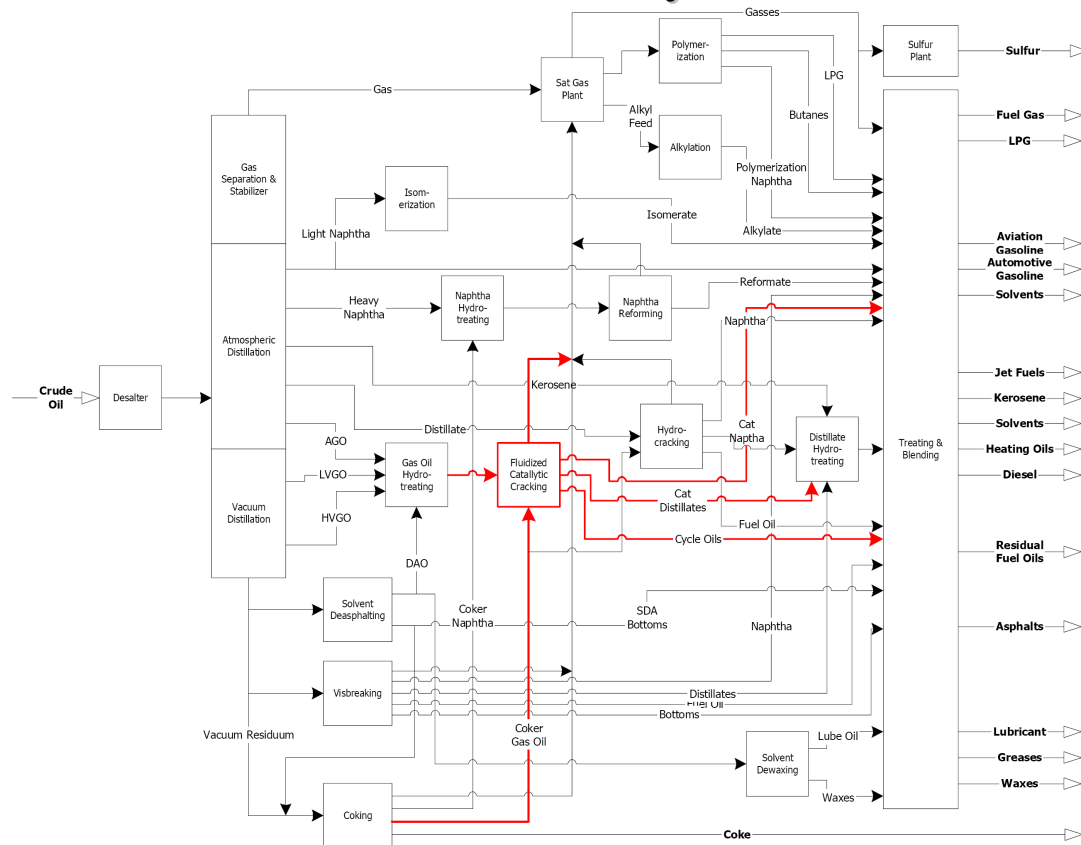 Gasses
Polymer-
ization
Sulfur
Plant
Sulfur
LPG
Sat Gas
Plant
Gas
Alkyl
Feed
Butanes
Fuel Gas
LPG
Alkylation
Gas
Separation &
Stabilizer
Isom-
erization
Polymerization
Naphtha
Isomerate
Light Naphtha
Alkylate
Aviation
Gasoline
Automotive
Gasoline
Solvents
Heavy
Naphtha
Naphtha
Hydro-
treating
Naphtha
Reforming
Reformate
Naphtha
Atmospheric
Distillation
Crude
Oil
Desalter
Kerosene
Jet Fuels
Kerosene
Solvents
Heating Oils
Diesel
Distillate
Hydro-
cracking
Cat
Naptha
Distillate
Hydro-
treating
Treating &
Blending
AGO
LVGO
HVGO
Gas Oil
Hydro-
treating
Fluidized
Catallytic
Cracking
Cat
Distillates
Vacuum
Distillation
Fuel Oil
Cycle Oils
Residual
Fuel Oils
DAO
Solvent
Deasphalting
Coker
Naphtha
SDA
Bottoms
Naphtha
Asphalts
Visbreaking
Distillates
Fuel Oil
Bottoms
Vacuum Residuum
Coker
Gas Oil
Lube Oil
Solvent
Dewaxing
Waxes
Lubricant
Greases
Waxes
Coking
Coke